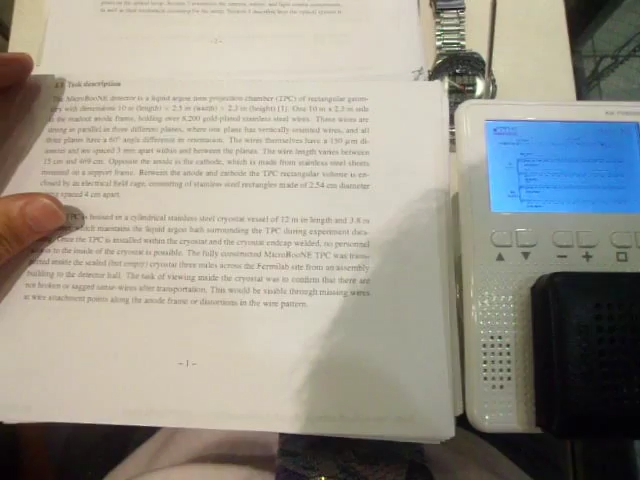 – 2 –
Task description
The MicroBooNE detector is a liquid argon time projection chamber (TPC) of rectangular geom-
with dimensions 10 m (length) × 2.5 m (width) × 2.3 m (height) [1]. One 10 m x 2.3 m side
is the readout anode frame, holding over 8,200 gold-plated stainless steel wires. These wires are
strung in parallel in three different planes, where one plane has vertically oriented wires, and all
three planes have a 60° angle difference in orientation. The wires themselves have a 150 μm di-
ameter and are spaced 3 mm apart within and between the planes. The wire length varies between
15 cm and 469 cm. Opposite the anode is the cathode, which is made from stainless steel sheets
mounted on a support frame. Between the anode and cathode the TPC rectangular volume is en-
closed by an electrical field cage, consisting of stainless steel rectangles made of 2.54 cm diameter
spaced 4 cm apart.
TPC is housed in a cylindrical stainless steel cryostat vessel of 12 m in length and 3.8 m
which maintains the liquid argon bath surrounding the TPC during experiment data-
Once the TPC is installed within the cryostat and the cryostat endcap welded, no personnel
to the inside of the cryostat is possible. The fully constructed MicroBooNE TPC was trans-
ported inside the sealed (but empty) cryostat three miles across the Fermilab site from an assembly
building to the detector hall. The task of viewing inside the cryostat was to confirm that there are
not broken or sagged sense-wires after transportation. This would be visible through missing wires
at wire attachment points along the anode frame or distortions in the wire pattern.
– 1 –